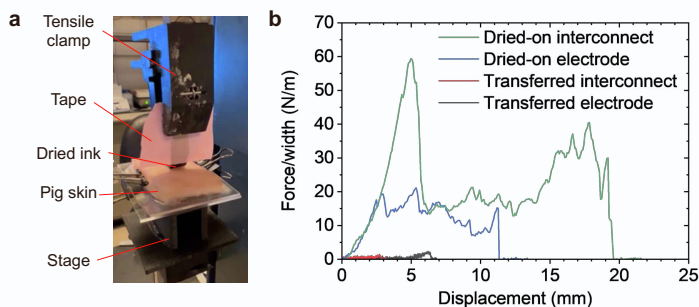 a
Tensile
clamp
Tape
Dried ink
Pig skin
Stage
b
Force/width (N/m)
70
60
50
40
30
20
10
0
Dried-on interconnect
Dried-on electrode
Transferred interconnect
Transferred electrode
0 5 10 15 20 25
Displacement (mm)